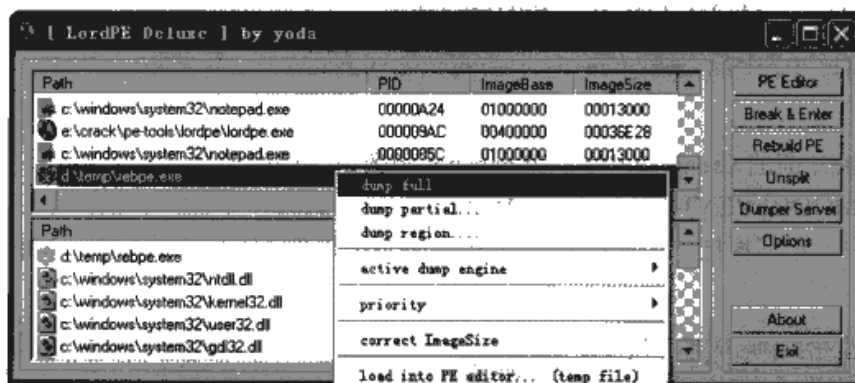 [ LordPE Deluxe ] by yoda
Path PID ImageBase ImageSize
c:\windows\system32\notepad.exe 00000A24 01000000 00013000
e:\crack\pe-tools\lordpe\lordpe.exe 000009AC 00400000 00036E28
c:\windows\system32\notepad.exe 0000085C 01000000 00013000
d:\temp\rebpe.exe
dump full
dump partial...
dump region...
active dump engine
priority
correct ImageSize
load into PE editor... (temp file)
Path
d:\temp\rebpe.exe
c:\windows\system32\ntdll.dll
c:\windows\system32\kernel32.dll
c:\windows\system32\user32.dll
c:\windows\system32\gdi32.dll
PE Editor
Break & Enter
Rebuild PE
Unsplit
Dumper Server
Options
About
Exit